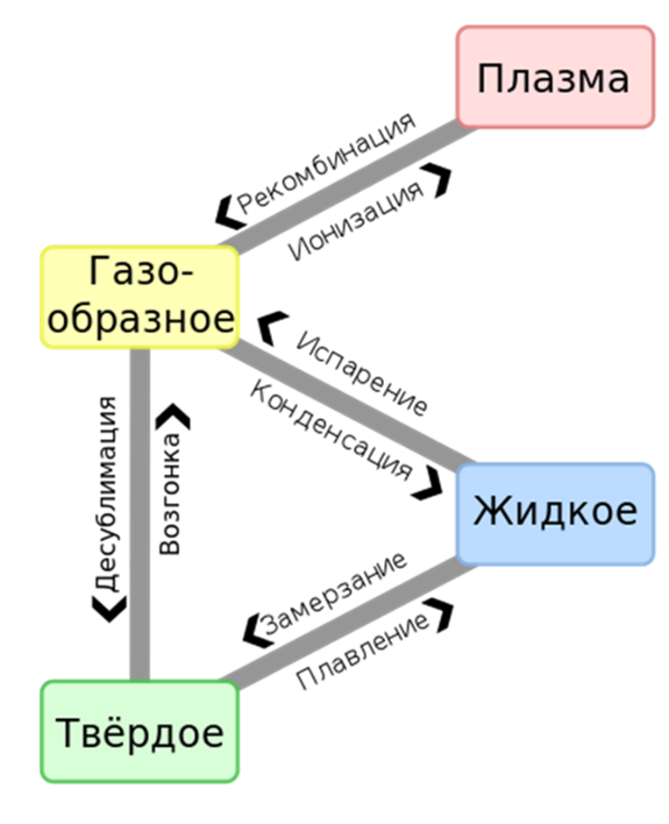 Плазма
Рекомбинация
Ионизация
Газо-
образное
Испарение
Конденсация
Десублимация
Возгонка
Жидкое
Замерзание
Плавление
Твёрдое